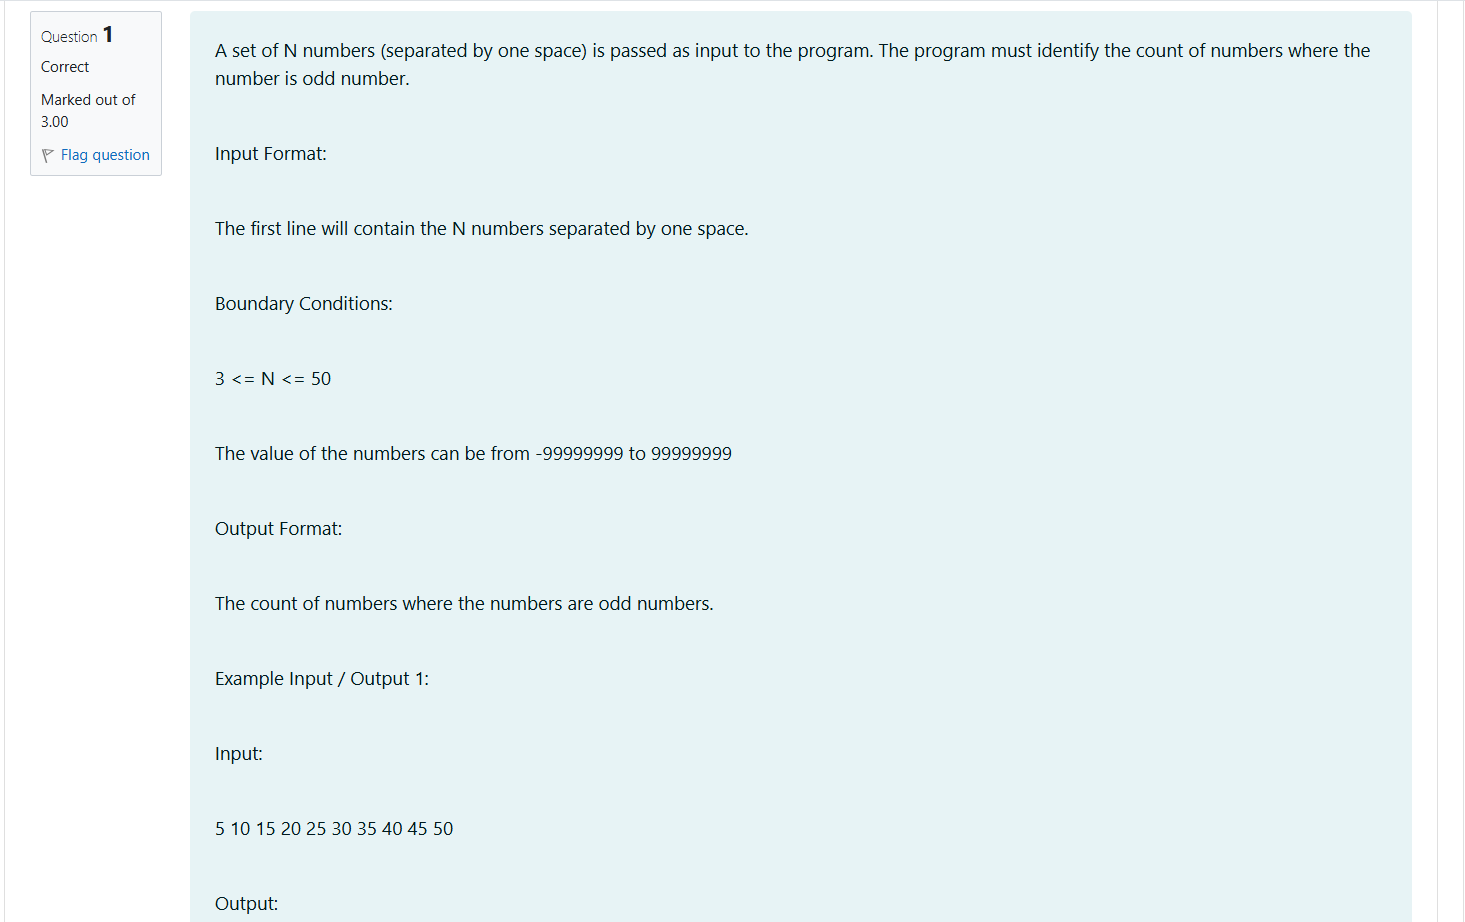 Question 1
Correct
Marked out of
3.00
Flag question
A set of N numbers (separated by one space) is passed as input to the program. The program must identify the count of numbers where the
number is odd number.
Input Format:
The first line will contain the N numbers separated by one space.
Boundary Conditions:
3 <= N <= 50
The value of the numbers can be from -99999999 to 99999999
Output Format:
The count of numbers where the numbers are odd numbers.
Example Input / Output 1:
Input:
5 10 15 20 25 30 35 40 45 50
Output: